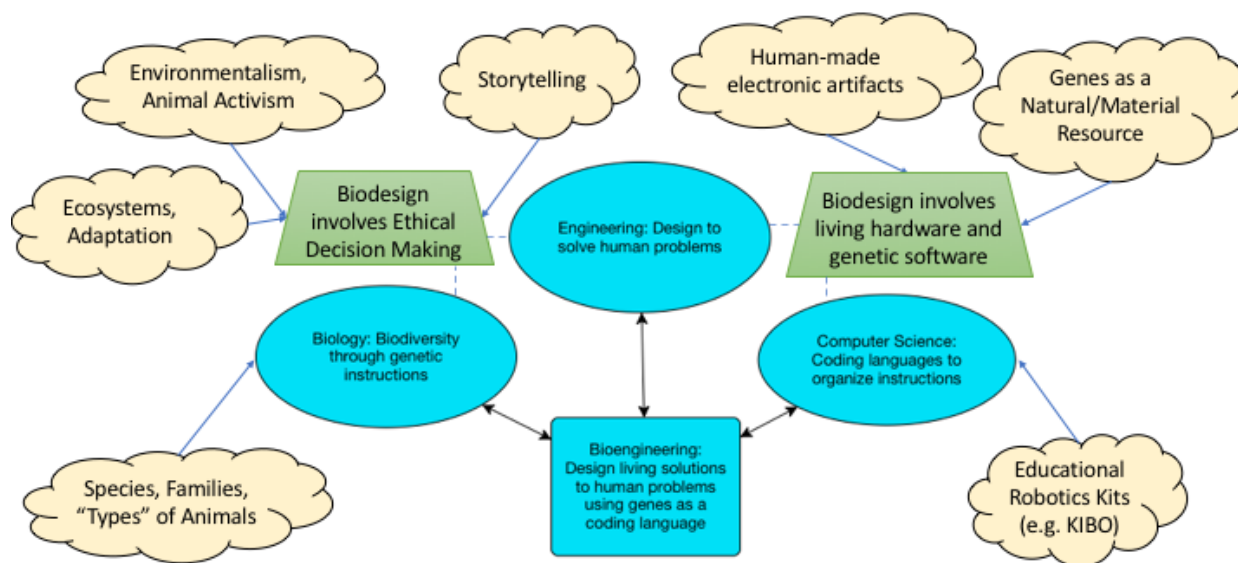 Environmentalism,
Animal Activism
Storytelling
Human-made
electronic artifacts
Genes as a
Natural/Material
Resource
Ecosystems,
Adaptation
Biodesign
involves Ethical
Decision Making
Engineering: Design to
solve human problems
Biodesign involves
living hardware and
genetic software
Biology: Biodiversity
through genetic
instructions
Computer Science:
Coding languages to
organize instructions
Species, Families,
“Types” of Animals
Bioengineering:
Design living solutions
to human problems
using genes as a
coding language
Educational
Robotics Kits
(e.g. KIBO)